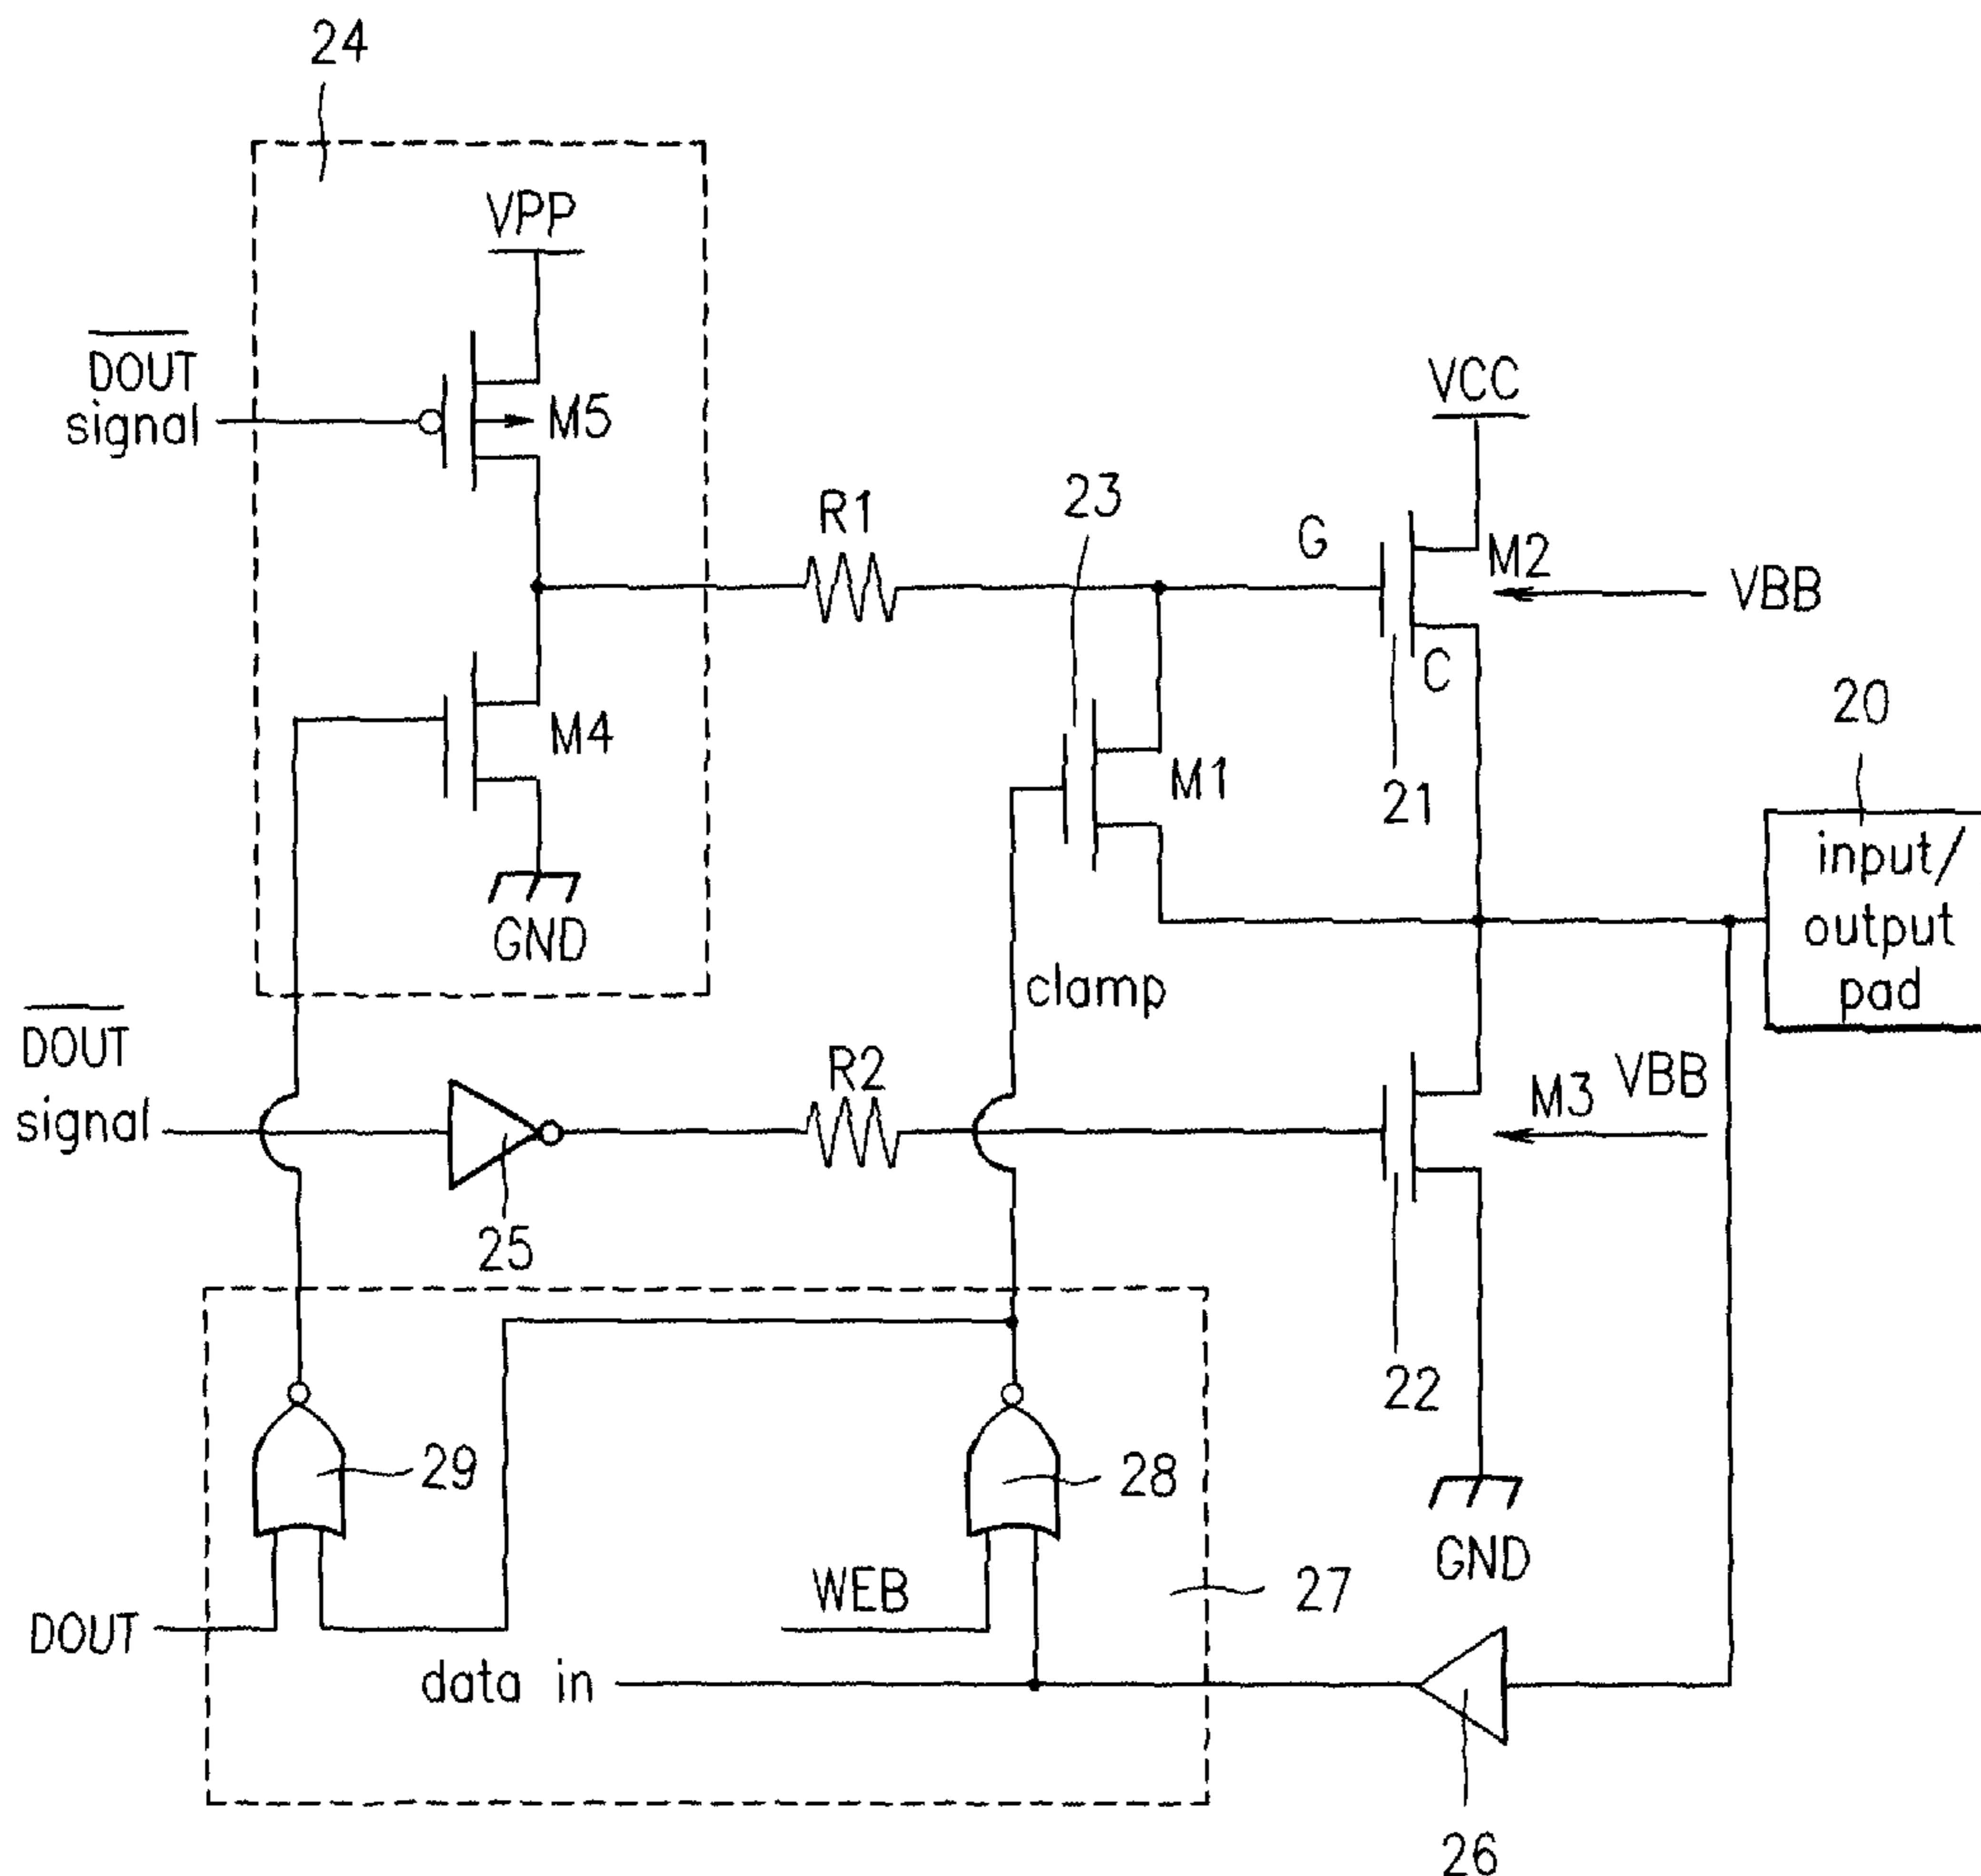 24
VPP
DOUT
signal
M5
VCC
R1
23
G
M2
VBB
C
M4
M1
21
20
input/
output
pad
GND
clamp
DOUT
signal
R2
M3
VBB
25
22
29
28
GND
WEB
27
DOUT
data in
26